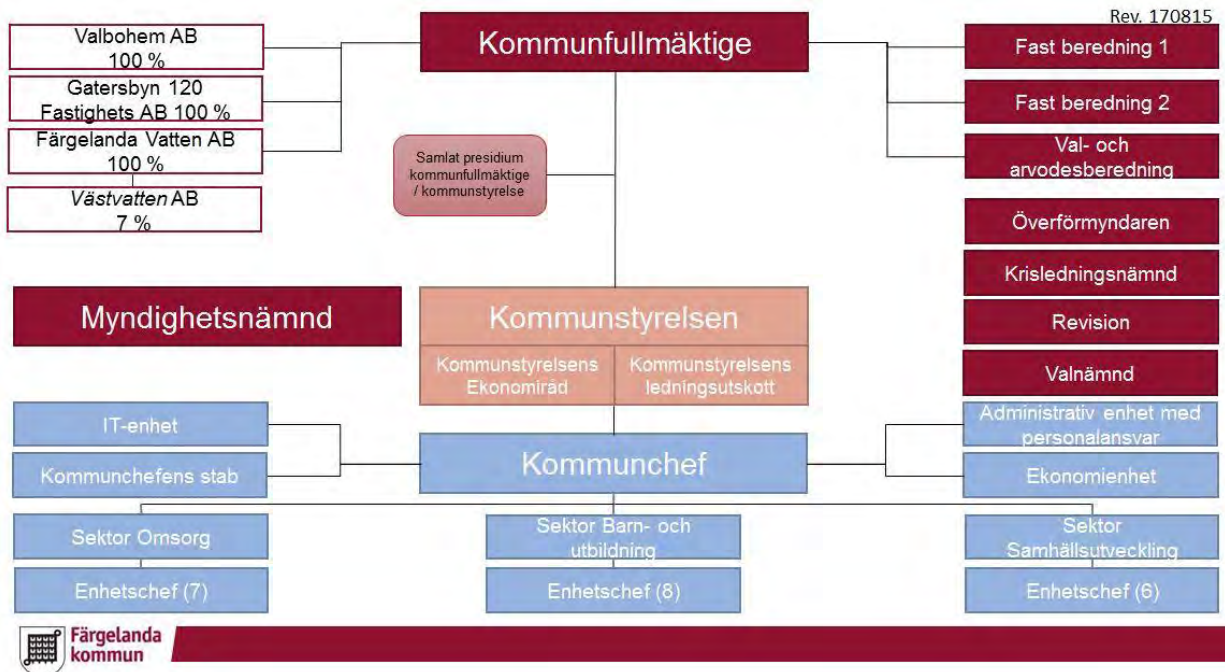 Rev. 170815
Valbohem AB
100 %
Gatersbyn 120
Fastighets AB 100 %
Färgelanda Vatten AB
100 %
Västvatten AB
7 %
Kommunfullmäktige
Samlat presidium
kommunfullmäktige
/ kommunstyrelse
Fast beredning 1
Fast beredning 2
Val- och
arvodesberedning
Överförmyndaren
Krisledningsnämnd
Revision
Valnämnd
Myndighetsnämnd
Kommunstyrelsen
Kommunstyrelsens
Ekonomiråd
Kommunstyrelsens
ledningsutskott
IT-enhet
Kommunchefens stab
Kommunchef
Administrativ enhet med
personalansvar
Ekonomienhet
Sektor Omsorg
Sektor Barn- och
utbildning
Sektor
Samhällsutveckling
Enhetschef (7)
Enhetschef (8)
Enhetschef (6)
Färgelanda
kommun